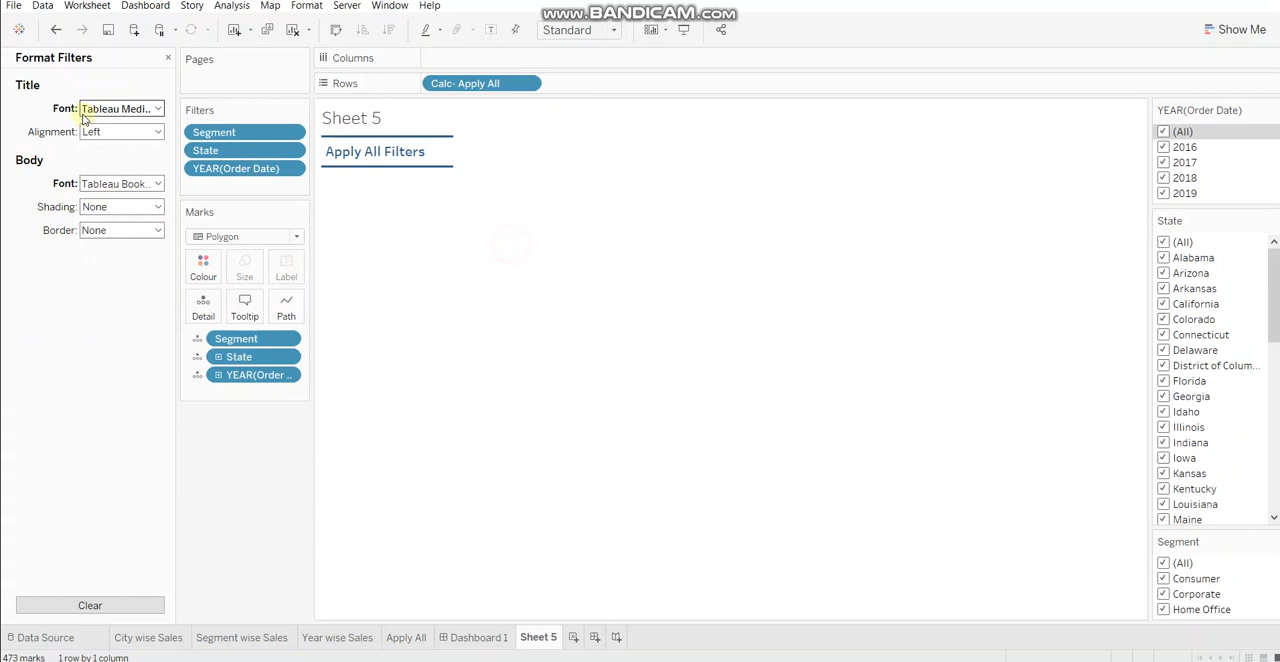 File Data Worksheet Dashboard Story Analysis Map Format Server Window Help
www.BANDICAM.com
Standard
Show Me
Format Filters
Title
Font: Tableau Medi..
Alignment: Left
Body
Font: Tableau Book..
Shading: None
Border: None
Clear
Pages
Filters
Segment
State
YEAR(Order Date)
Marks
Polygon
Colour Size Label
Detail Tooltip Path
Segment
State
YEAR(Order ..
Columns
Rows Calc- Apply All
Sheet 5
Apply All Filters
YEAR(Order Date)
(All)
2016
2017
2018
2019
State
(All)
Alabama
Arizona
Arkansas
California
Colorado
Connecticut
Delaware
District of Colum...
Florida
Georgia
Idaho
Illinois
Indiana
Iowa
Kansas
Kentucky
Louisiana
Maine
Segment
(All)
Consumer
Corporate
Home Office
Data Source City wise Sales Segment wise Sales Year wise Sales Apply All Dashboard 1 Sheet 5
473 marks 1 row by 1 column